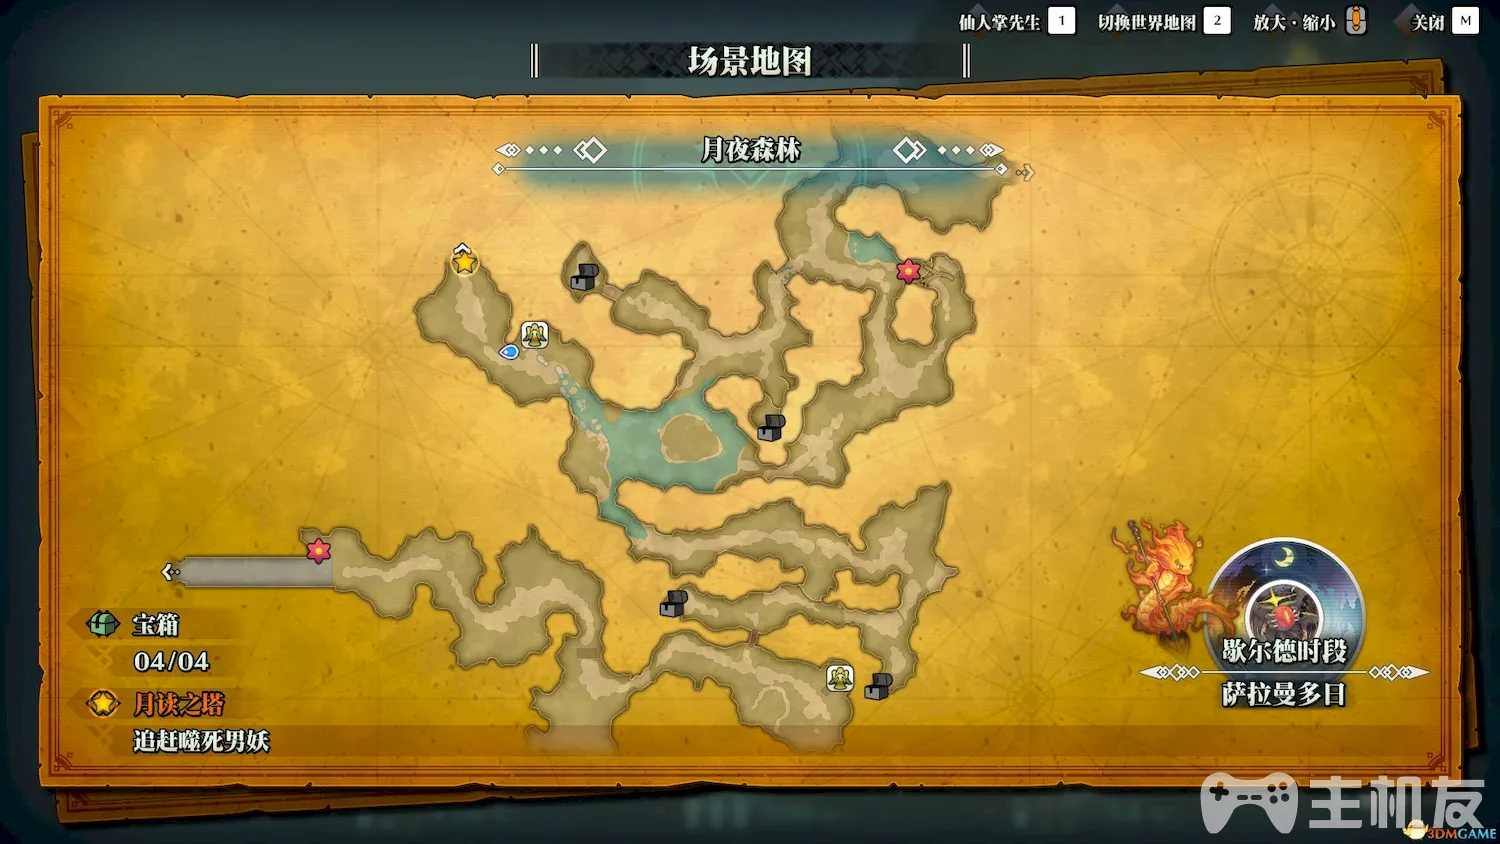 仙人掌先生 1 切换世界地图 2 放大·缩小 关闭 M
场景地图
月夜森林
宝箱
04/04
月读之塔
追赶噬死男妖
歇尔德时段
萨拉曼多日
主机友
3DMGAME